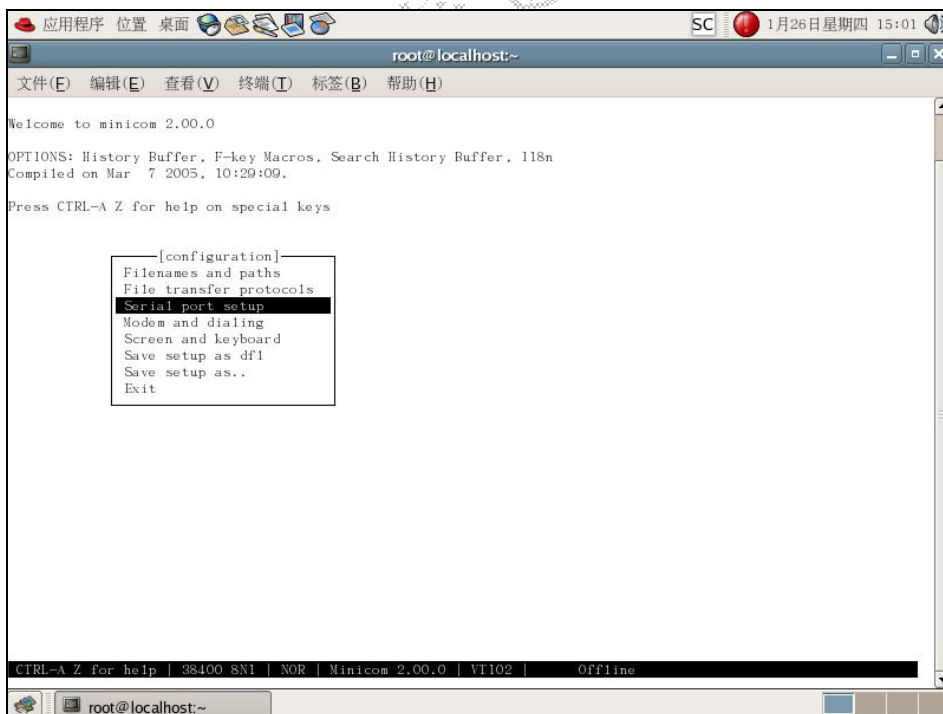 应用程序 位置 桌面 SC 1月26日星期四 15:01
root@localhost:~
文件(F) 编辑(E) 查看(V) 终端(T) 标签(B) 帮助(H)
Welcome to minicom 2.00.0
OPTIONS: History Buffer, F-key Macros, Search History Buffer, I18n
Compiled on Mar 7 2005, 10:29:09.
Press CTRL-A Z for help on special keys
[configuration]
Filenames and paths
File transfer protocols
Serial port setup
Modem and dialing
Screen and keyboard
Save setup as dfl
Save setup as..
Exit
CTRL-A Z for help | 38400 8N1 | NOR | Minicom 2.00.0 | VT102 | Offline
root@localhost:~